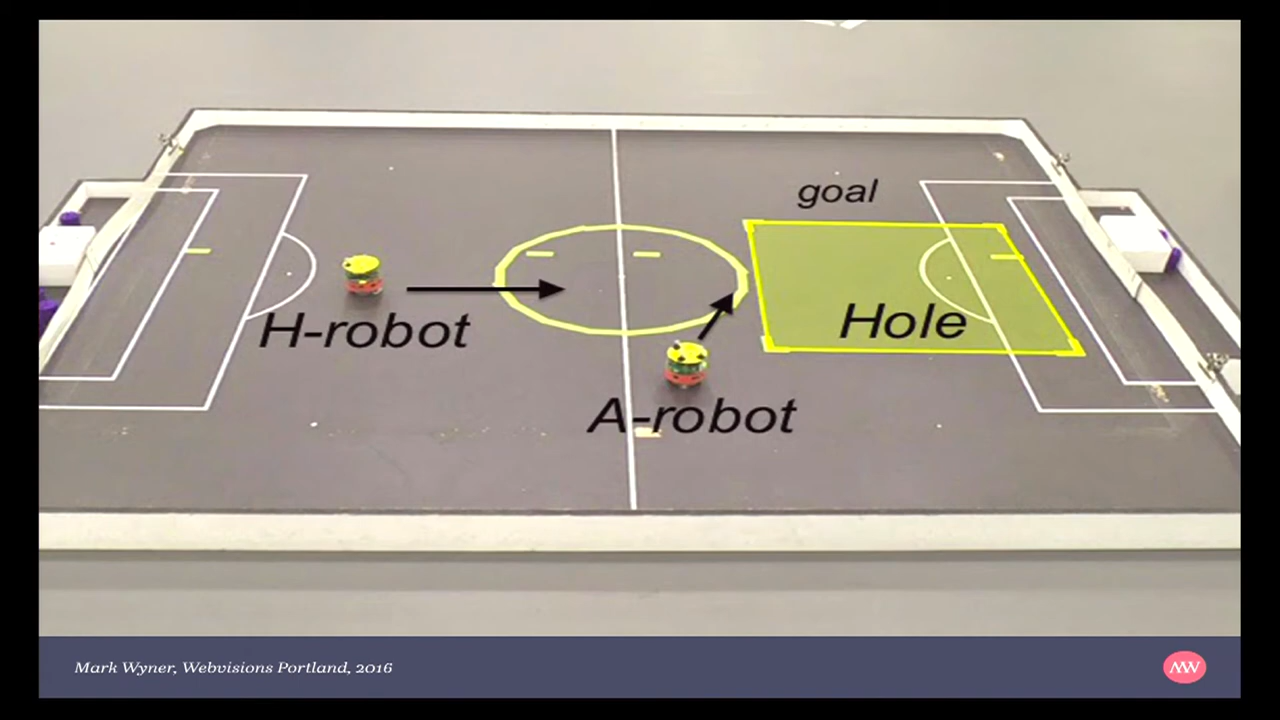 goal
Hole
H-robot
A-robot
Mark Wyner, Webvisions Portland, 2016
MW